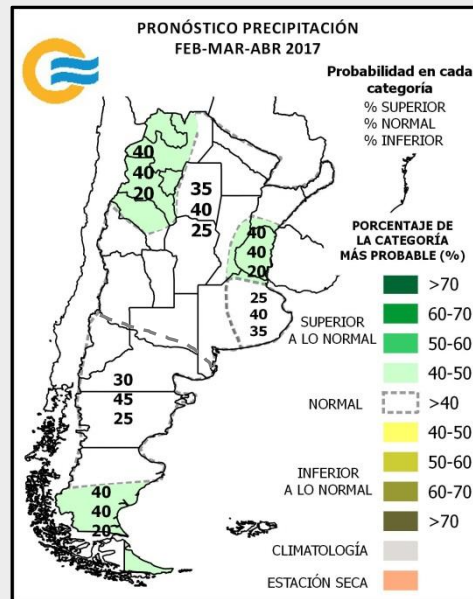 PRONÓSTICO PRECIPITACIÓN
FEB-MAR-ABR 2017
Probabilidad en cada
categoría
% SUPERIOR
% NORMAL
% INFERIOR
40
40
20
35
40
25
40
40
20
25
40
35
30
45
25
40
40
20
PORCENTAJE DE
LA CATEGORÍA
MÁS PROBABLE (%)
SUPERIOR
A LO NORMAL
>70
60-70
50-60
40-50
NORMAL
>40
INFERIOR
A LO NORMAL
40-50
50-60
60-70
>70
CLIMATOLOGÍA
ESTACIÓN SECA